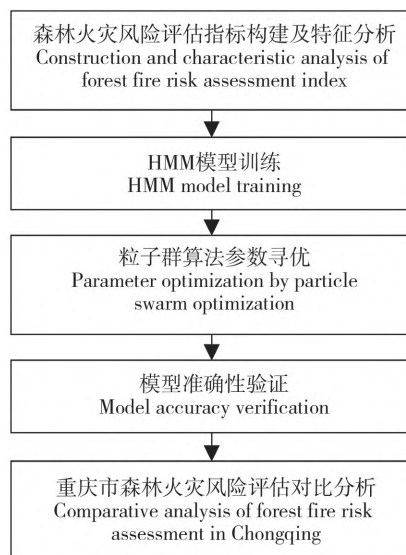 森林火灾风险评估指标构建及特征分析
Construction and characteristic analysis of
forest fire risk assessment index
HMM模型训练
HMM model training
粒子群算法参数寻优
Parameter optimization by particle
swarm optimization
模型准确性验证
Model accuracy verification
重庆市森林火灾风险评估对比分析
Comparative analysis of forest fire risk
assessment in Chongqing